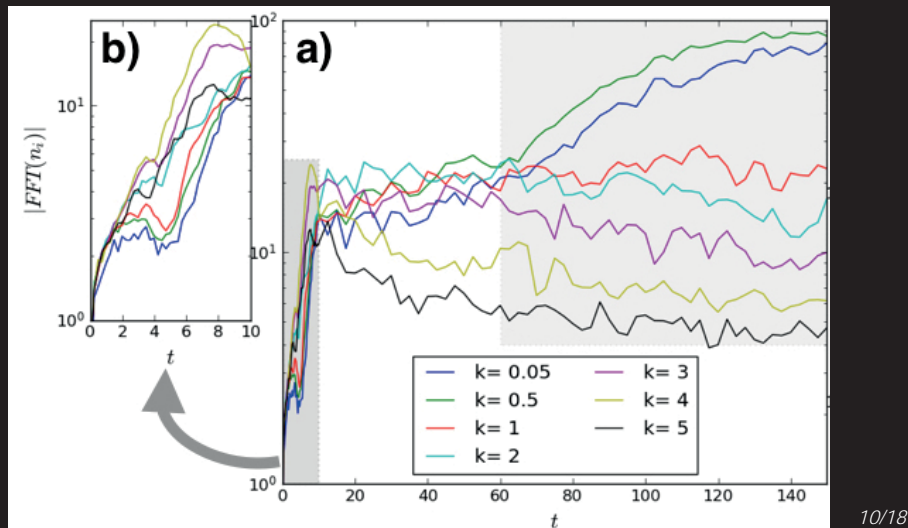 b)
a)
|FFT(n_i)|
10^1
10^0
0 2 4 6 8 10
t
10^2
10^1
10^0
0 20 40 60 80 100 120 140
t
k= 0.05
k= 0.5
k= 1
k= 2
k= 3
k= 4
k= 5
10/18